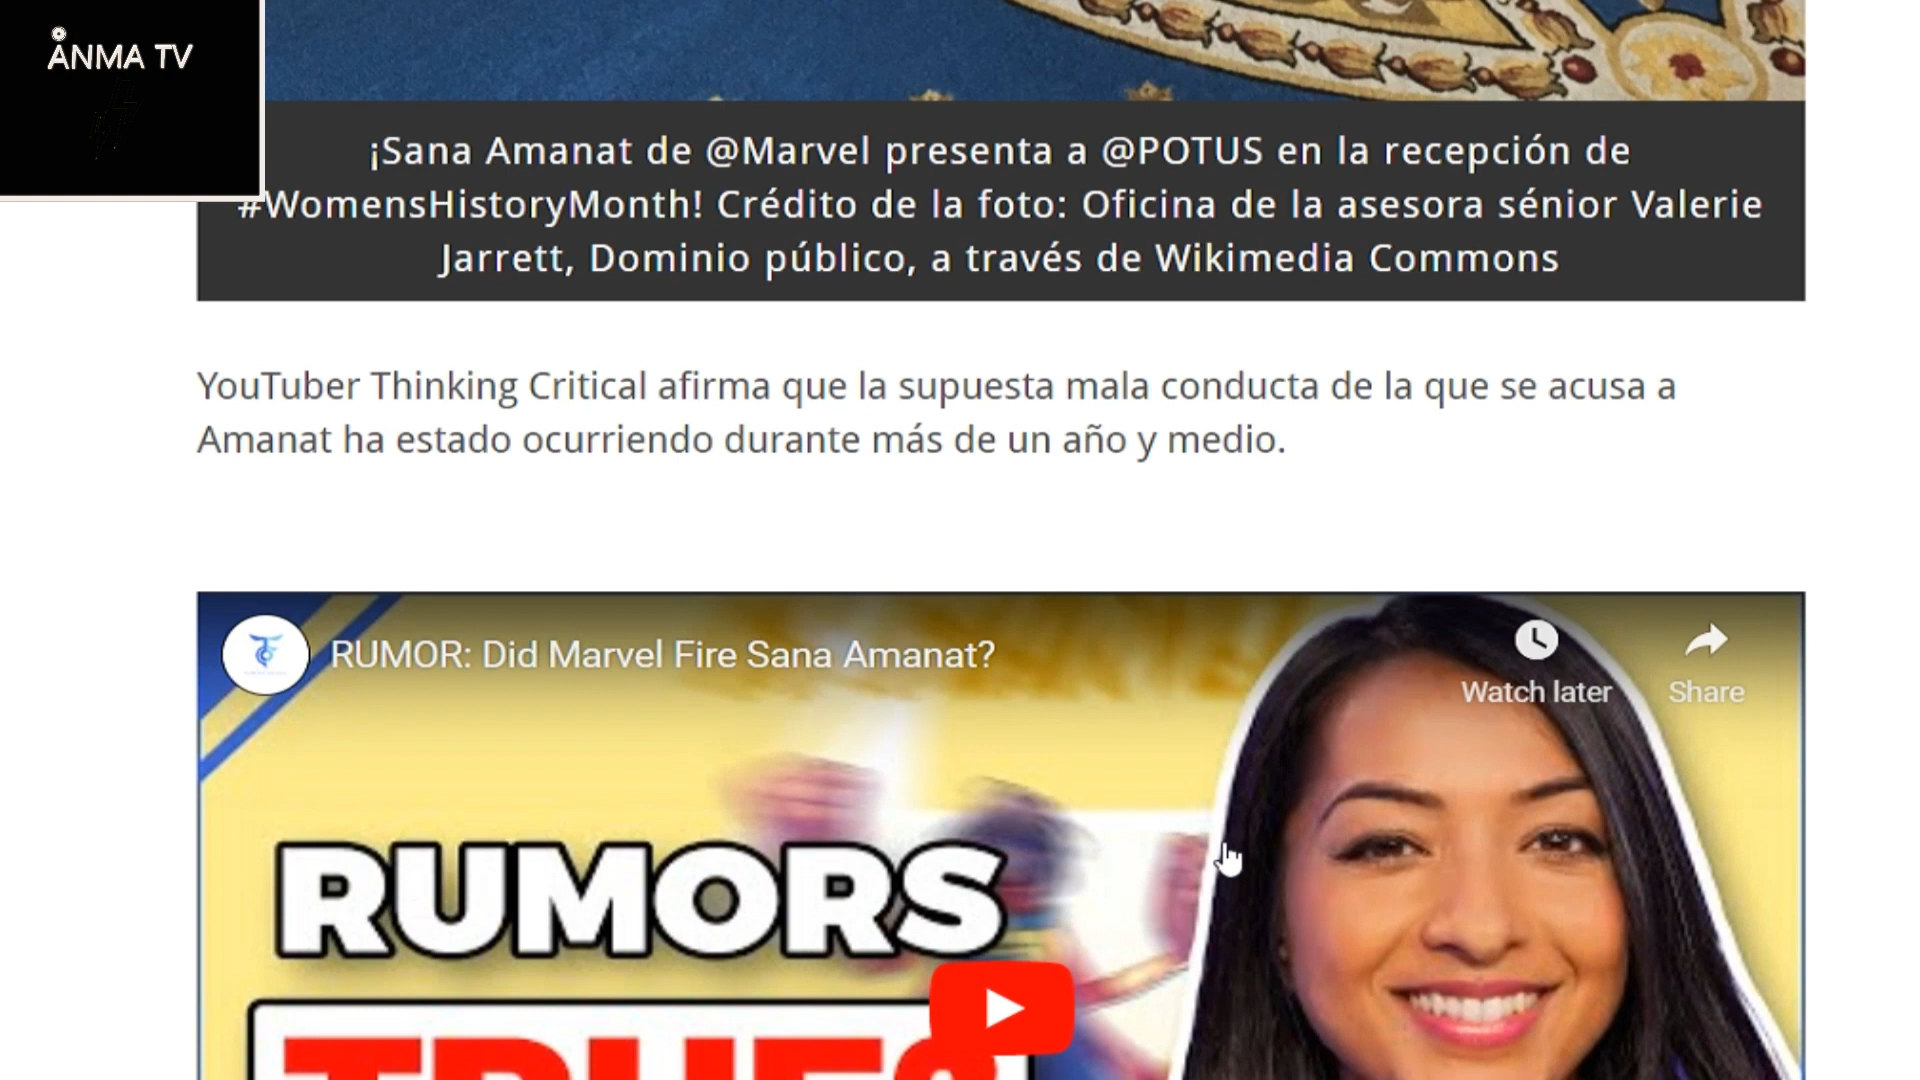 ÅNMA TV
¡Sana Amanat de @Marvel presenta a @POTUS en la recepción de
#WomensHistoryMonth! Crédito de la foto: Oficina de la asesora sénior Valerie
Jarrett, Dominio público, a través de Wikimedia Commons
YouTuber Thinking Critical afirma que la supuesta mala conducta de la que se acusa a
Amanat ha estado ocurriendo durante más de un año y medio.
RUMOR: Did Marvel Fire Sana Amanat?
Watch later
Share
RUMORS
TRUE?